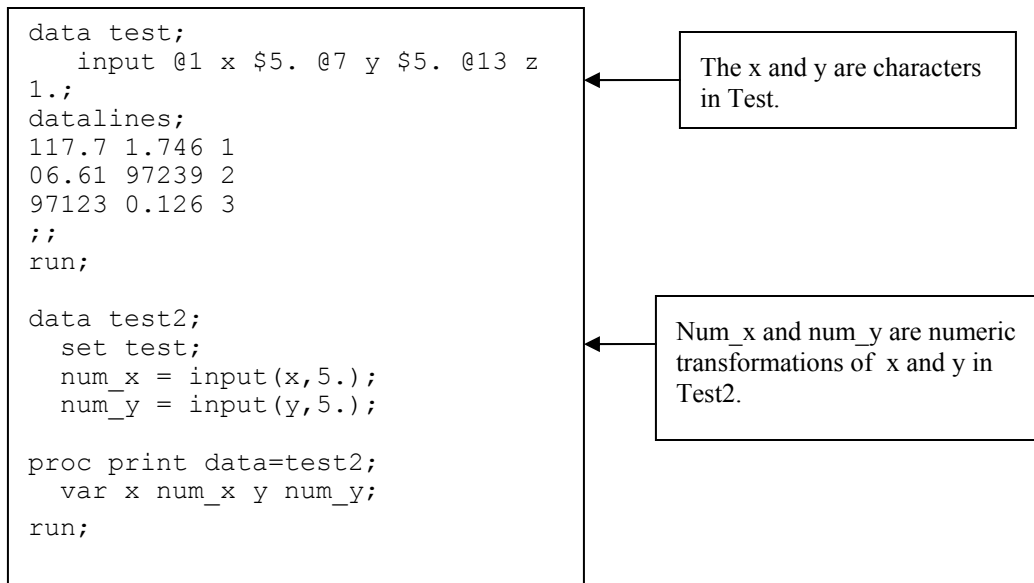 data test;
   input @1 x $5. @7 y $5. @13 z
1.;
datalines;
117.7 1.746 1
06.61 97239 2
97123 0.126 3
;;
run;

data test2;
  set test;
  num_x = input(x,5.);
  num_y = input(y,5.);

proc print data=test2;
  var x num_x y num_y;
run;

The x and y are characters
in Test.

Num_x and num_y are numeric
transformations of  x and y in
Test2.